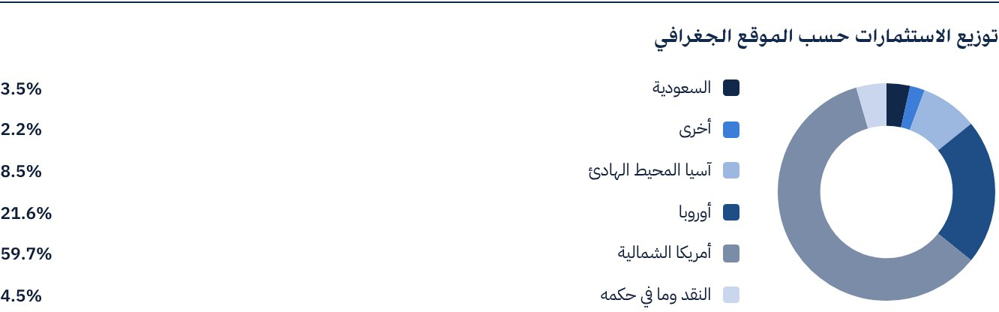 توزيع الاستثمارات حسب الموقع الجغرافي
السعودية 3.5%
أخرى 2.2%
آسيا المحيط الهادئ 8.5%
أوروبا 21.6%
أمريكا الشمالية 59.7%
النقد وما في حكمه 4.5%